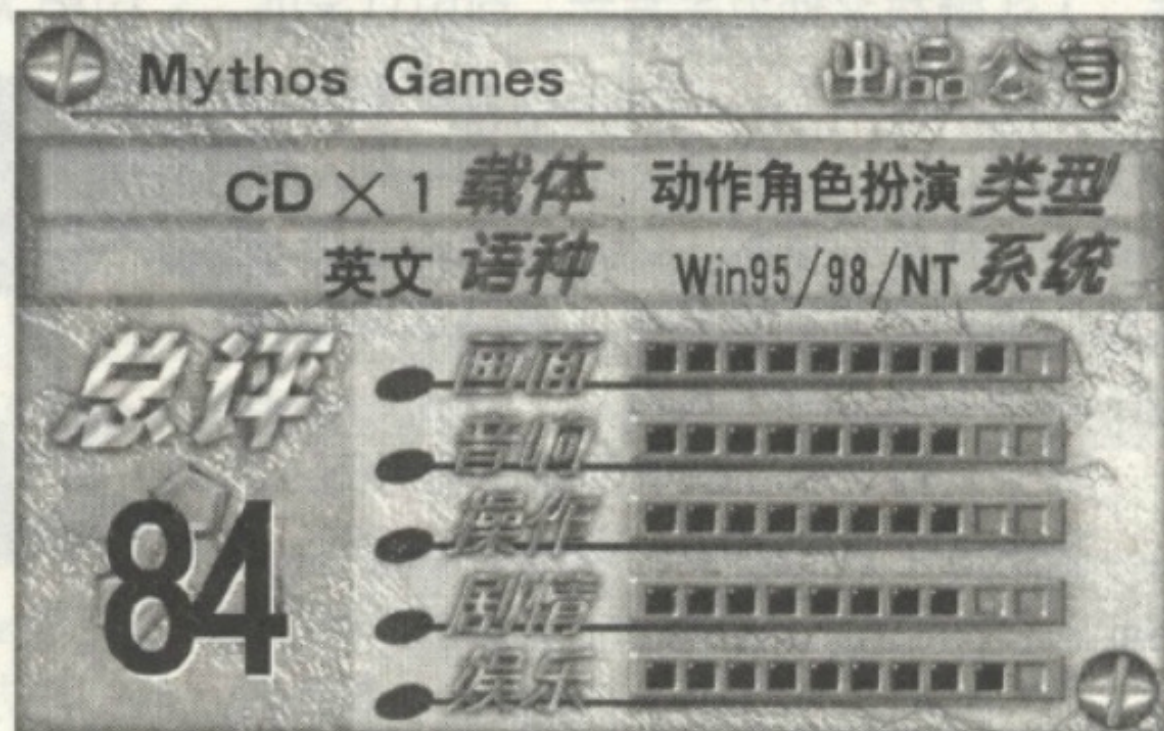 Mythos Games 出品公司
CD×1 载体 动作角色扮演 类型
英文 语种 Win95/98/NT 系统
总评
84
画面
音响
操作
剧情
娱乐